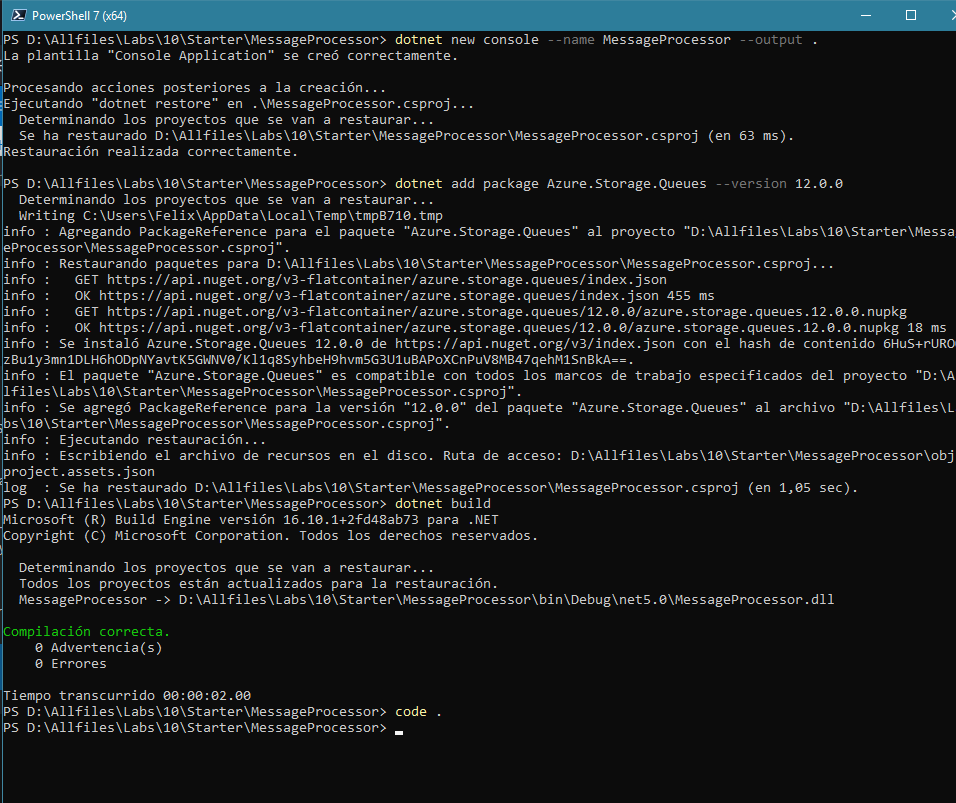 PowerShell 7 (x64)
PS D:\Allfiles\Labs\10\Starter\MessageProcessor> dotnet new console --name MessageProcessor --output .
La plantilla "Console Application" se creó correctamente.
Procesando acciones posteriores a la creación...
Ejecutando "dotnet restore" en .\MessageProcessor.csproj...
  Determinando los proyectos que se van a restaurar...
  Se ha restaurado D:\Allfiles\Labs\10\Starter\MessageProcessor\MessageProcessor.csproj (en 63 ms).
Restauración realizada correctamente.
PS D:\Allfiles\Labs\10\Starter\MessageProcessor> dotnet add package Azure.Storage.Queues --version 12.0.0
  Determinando los proyectos que se van a restaurar...
  Writing C:\Users\Felix\AppData\Local\Temp\tmpB710.tmp
info : Agregando PackageReference para el paquete "Azure.Storage.Queues" al proyecto "D:\Allfiles\Labs\10\Starter\Messa
eProcessor\MessageProcessor.csproj".
info : Restaurando paquetes para D:\Allfiles\Labs\10\Starter\MessageProcessor\MessageProcessor.csproj...
info :   GET https://api.nuget.org/v3-flatcontainer/azure.storage.queues/index.json
info :   OK https://api.nuget.org/v3-flatcontainer/azure.storage.queues/index.json 455 ms
info :   GET https://api.nuget.org/v3-flatcontainer/azure.storage.queues/12.0.0/azure.storage.queues.12.0.0.nupkg
info :   OK https://api.nuget.org/v3-flatcontainer/azure.storage.queues/12.0.0/azure.storage.queues.12.0.0.nupkg 18 ms
info : Se instaló Azure.Storage.Queues 12.0.0 de https://api.nuget.org/v3/index.json con el hash de contenido 6HuS+rURO
zBu1y3mn1DLH6hODpNYavtK5GWNV0/Kl1q8SyhbeH9hvm5G3U1uBAPoXCnPuV8MB47qehM1SnBkA==.
info : El paquete "Azure.Storage.Queues" es compatible con todos los marcos de trabajo especificados del proyecto "D:\A
lfiles\Labs\10\Starter\MessageProcessor\MessageProcessor.csproj".
info : Se agregó PackageReference para la versión "12.0.0" del paquete "Azure.Storage.Queues" al archivo "D:\Allfiles\L
bs\10\Starter\MessageProcessor\MessageProcessor.csproj".
info : Ejecutando restauración...
info : Escribiendo el archivo de recursos en el disco. Ruta de acceso: D:\Allfiles\Labs\10\Starter\MessageProcessor\obj
project.assets.json
log  : Se ha restaurado D:\Allfiles\Labs\10\Starter\MessageProcessor\MessageProcessor.csproj (en 1,05 sec).
PS D:\Allfiles\Labs\10\Starter\MessageProcessor> dotnet build
Microsoft (R) Build Engine versión 16.10.1+2fd48ab73 para .NET
Copyright (C) Microsoft Corporation. Todos los derechos reservados.
  Determinando los proyectos que se van a restaurar...
  Todos los proyectos están actualizados para la restauración.
  MessageProcessor -> D:\Allfiles\Labs\10\Starter\MessageProcessor\bin\Debug\net5.0\MessageProcessor.dll
Compilación correcta.
    0 Advertencia(s)
    0 Errores
Tiempo transcurrido 00:00:02.00
PS D:\Allfiles\Labs\10\Starter\MessageProcessor> code .
PS D:\Allfiles\Labs\10\Starter\MessageProcessor>